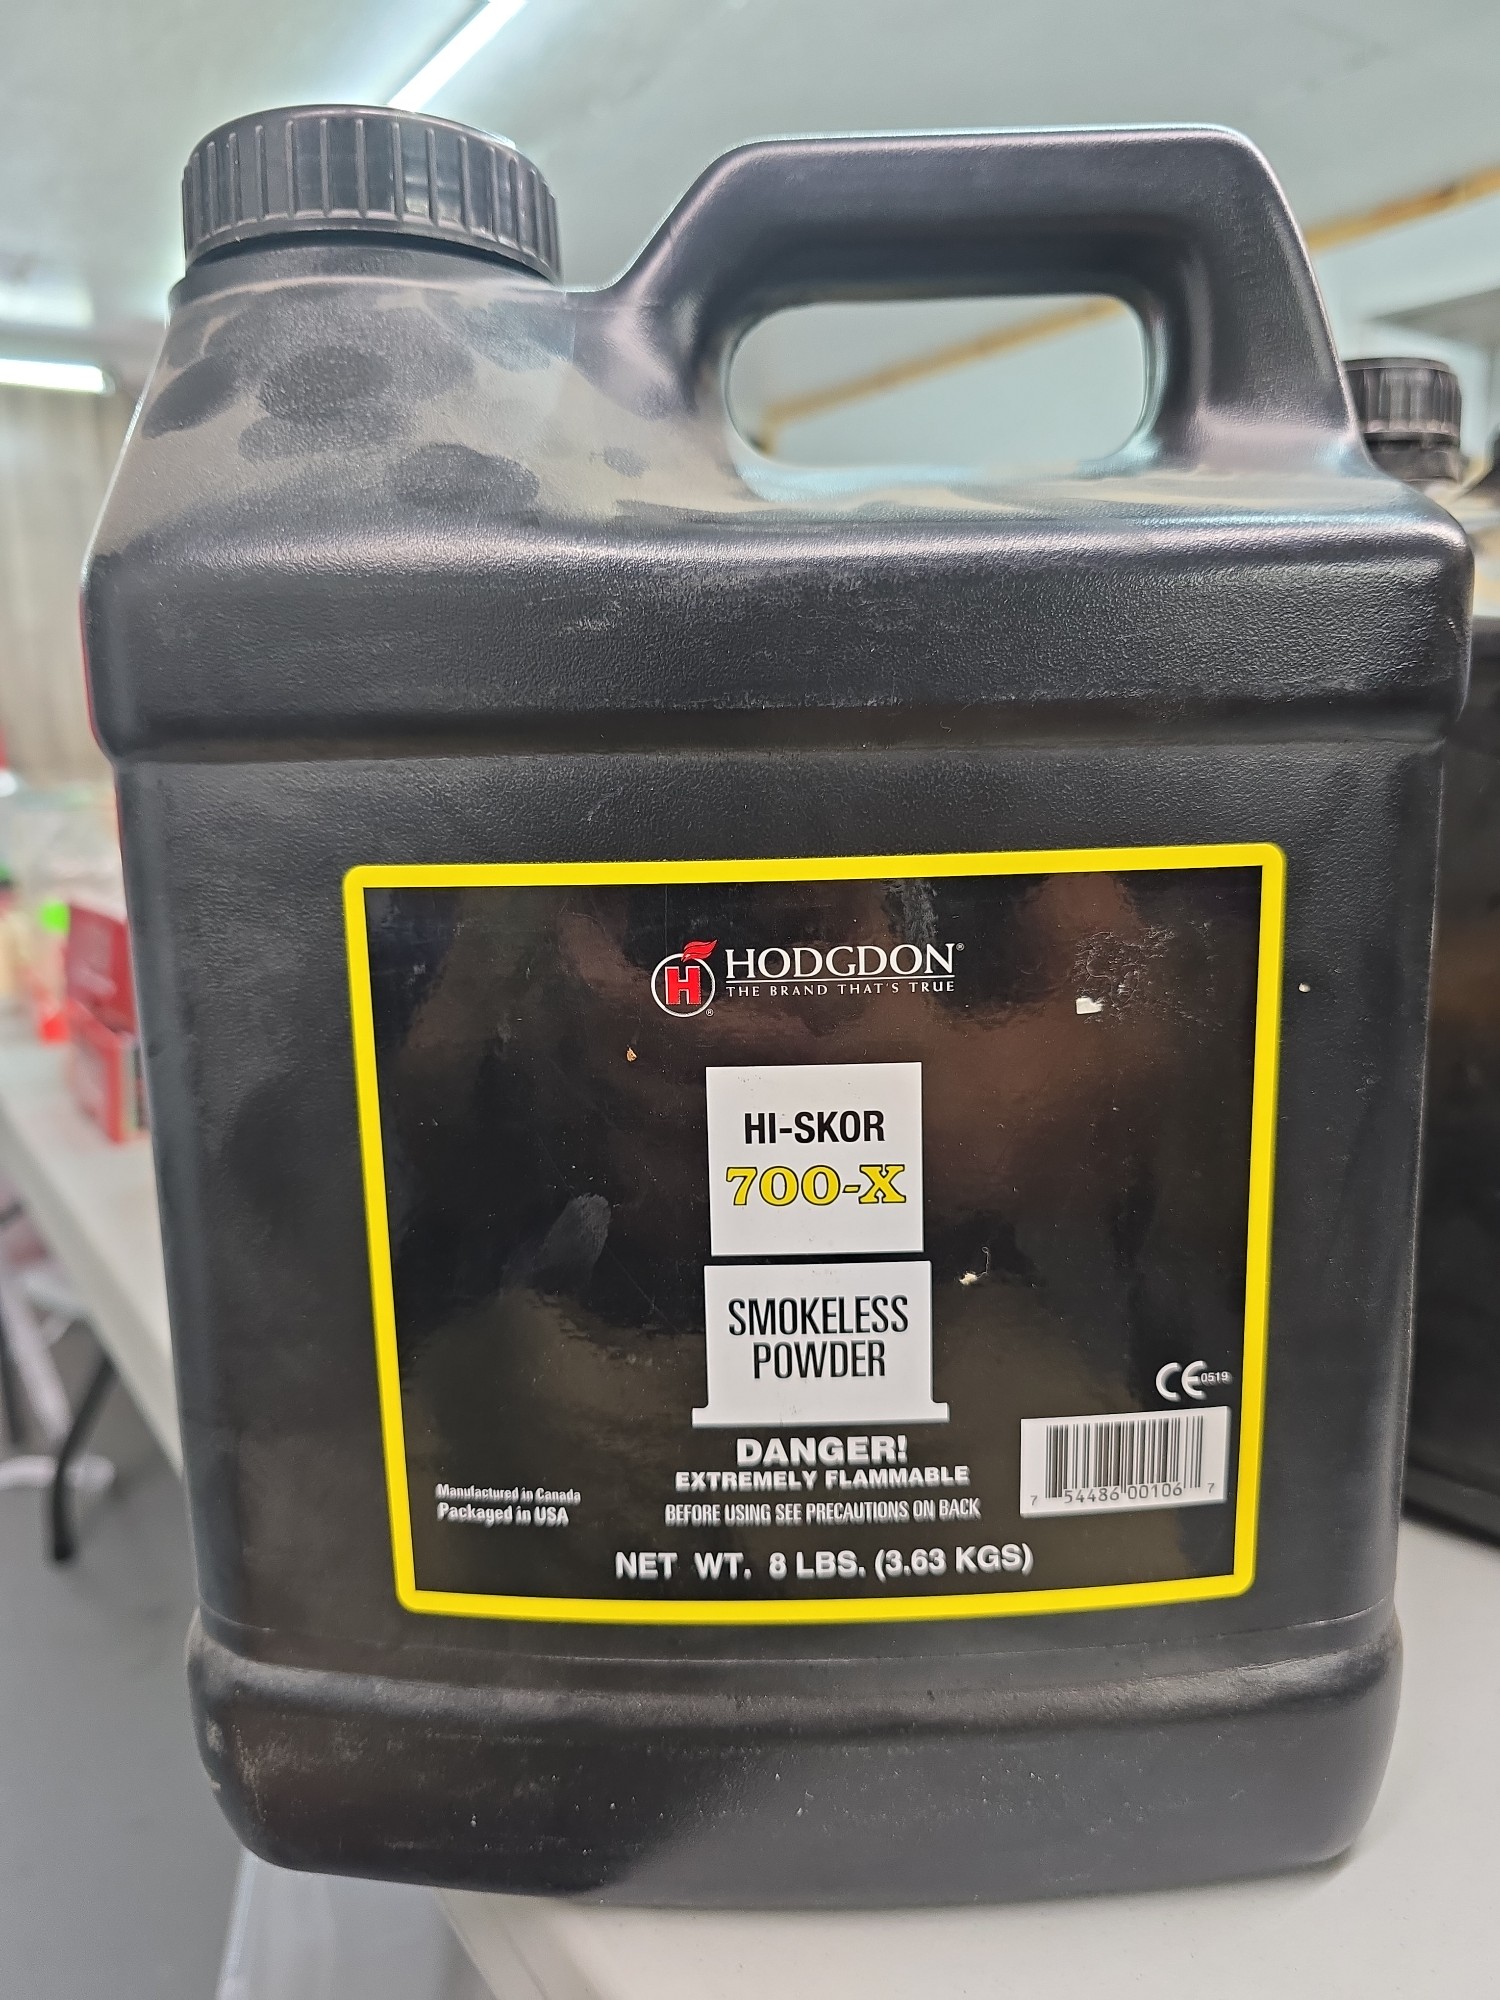 H ®
HODGDON®
THE BRAND THAT'S TRUE
HI-SKOR
700-X
SMOKELESS
POWDER
CE 0519
DANGER!
EXTREMELY FLAMMABLE
BEFORE USING SEE PRECAUTIONS ON BACK
Manufactured in Canada
Packaged in USA
7 54486 00106 7
NET WT. 8 LBS. (3.63 KGS)